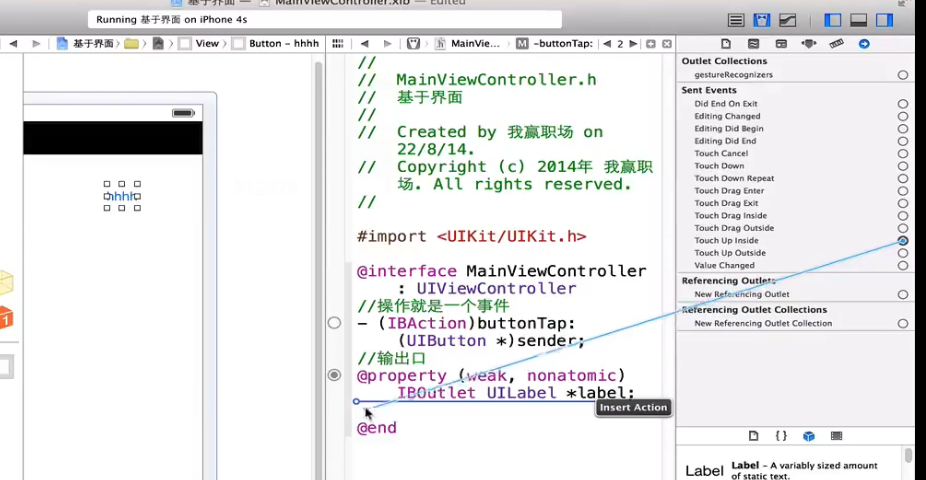 基于界面 MainViewController.xib - Edited
Running 基于界面 on iPhone 4s
基于界面 View Button - hhhh MainVie... M -buttonTap: 2
hhhh
//
// MainViewController.h
// 基于界面
//
// Created by 我赢职场 on
22/8/14.
// Copyright (c) 2014年 我赢职
场. All rights reserved.
//
#import <UIKit/UIKit.h>
@interface MainViewController
: UIViewController
//操作就是一个事件
- (IBAction)buttonTap:
(UIButton *)sender;
//输出口
@property (weak, nonatomic)
IBOutlet UILabel *label;
Insert Action
@end
Outlet Collections
gestureRecognizers
Sent Events
Did End On Exit
Editing Changed
Editing Did Begin
Editing Did End
Touch Cancel
Touch Down
Touch Down Repeat
Touch Drag Enter
Touch Drag Exit
Touch Drag Inside
Touch Drag Outside
Touch Up Inside
Touch Up Outside
Value Changed
Referencing Outlets
New Referencing Outlet
Referencing Outlet Collections
New Referencing Outlet Collection
{}
Label Label - A variably sized amount
of static text.
1